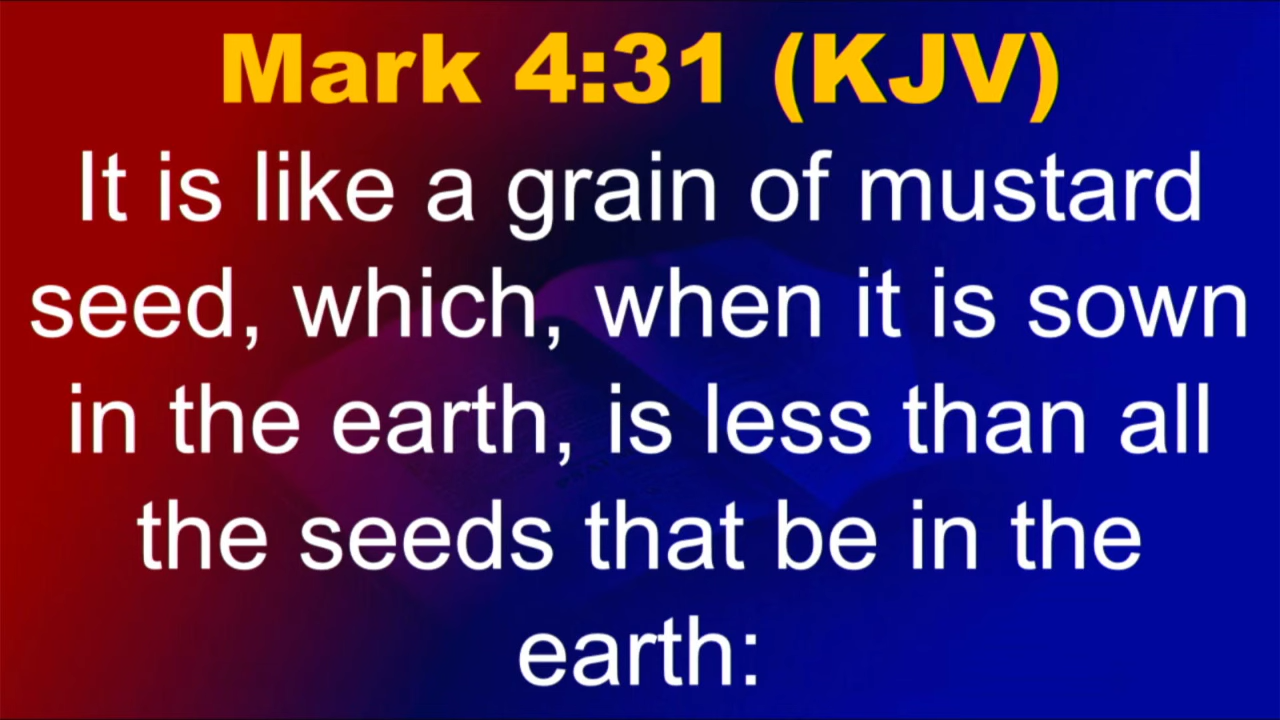 Mark 4:31 (KJV)
It is like a grain of mustard
seed, which, when it is sown
in the earth, is less than all
the seeds that be in the
earth: